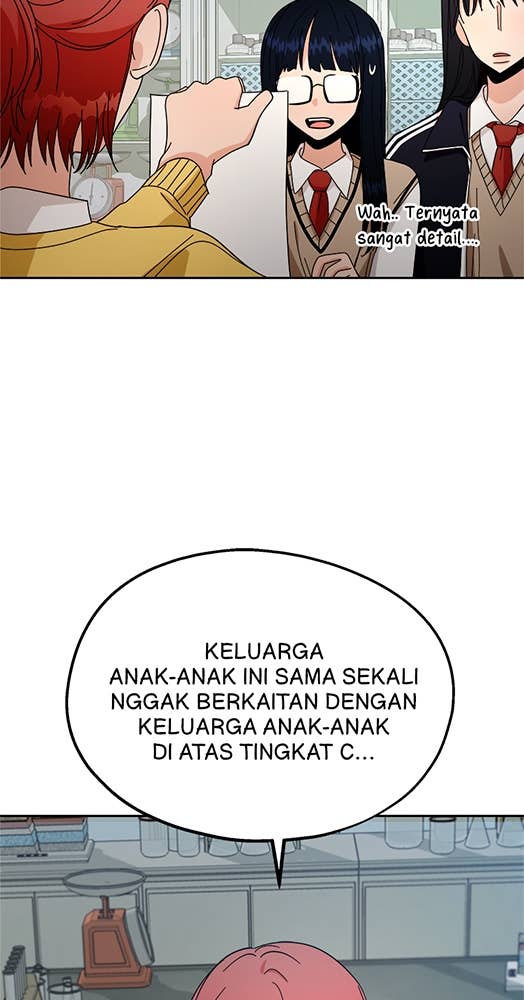 Wah.. Ternyata
sangat detail....
KELUARGA
ANAK-ANAK INI SAMA SEKALI
NGGAK BERKAITAN DENGAN
KELUARGA ANAK-ANAK
DI ATAS TINGKAT C...